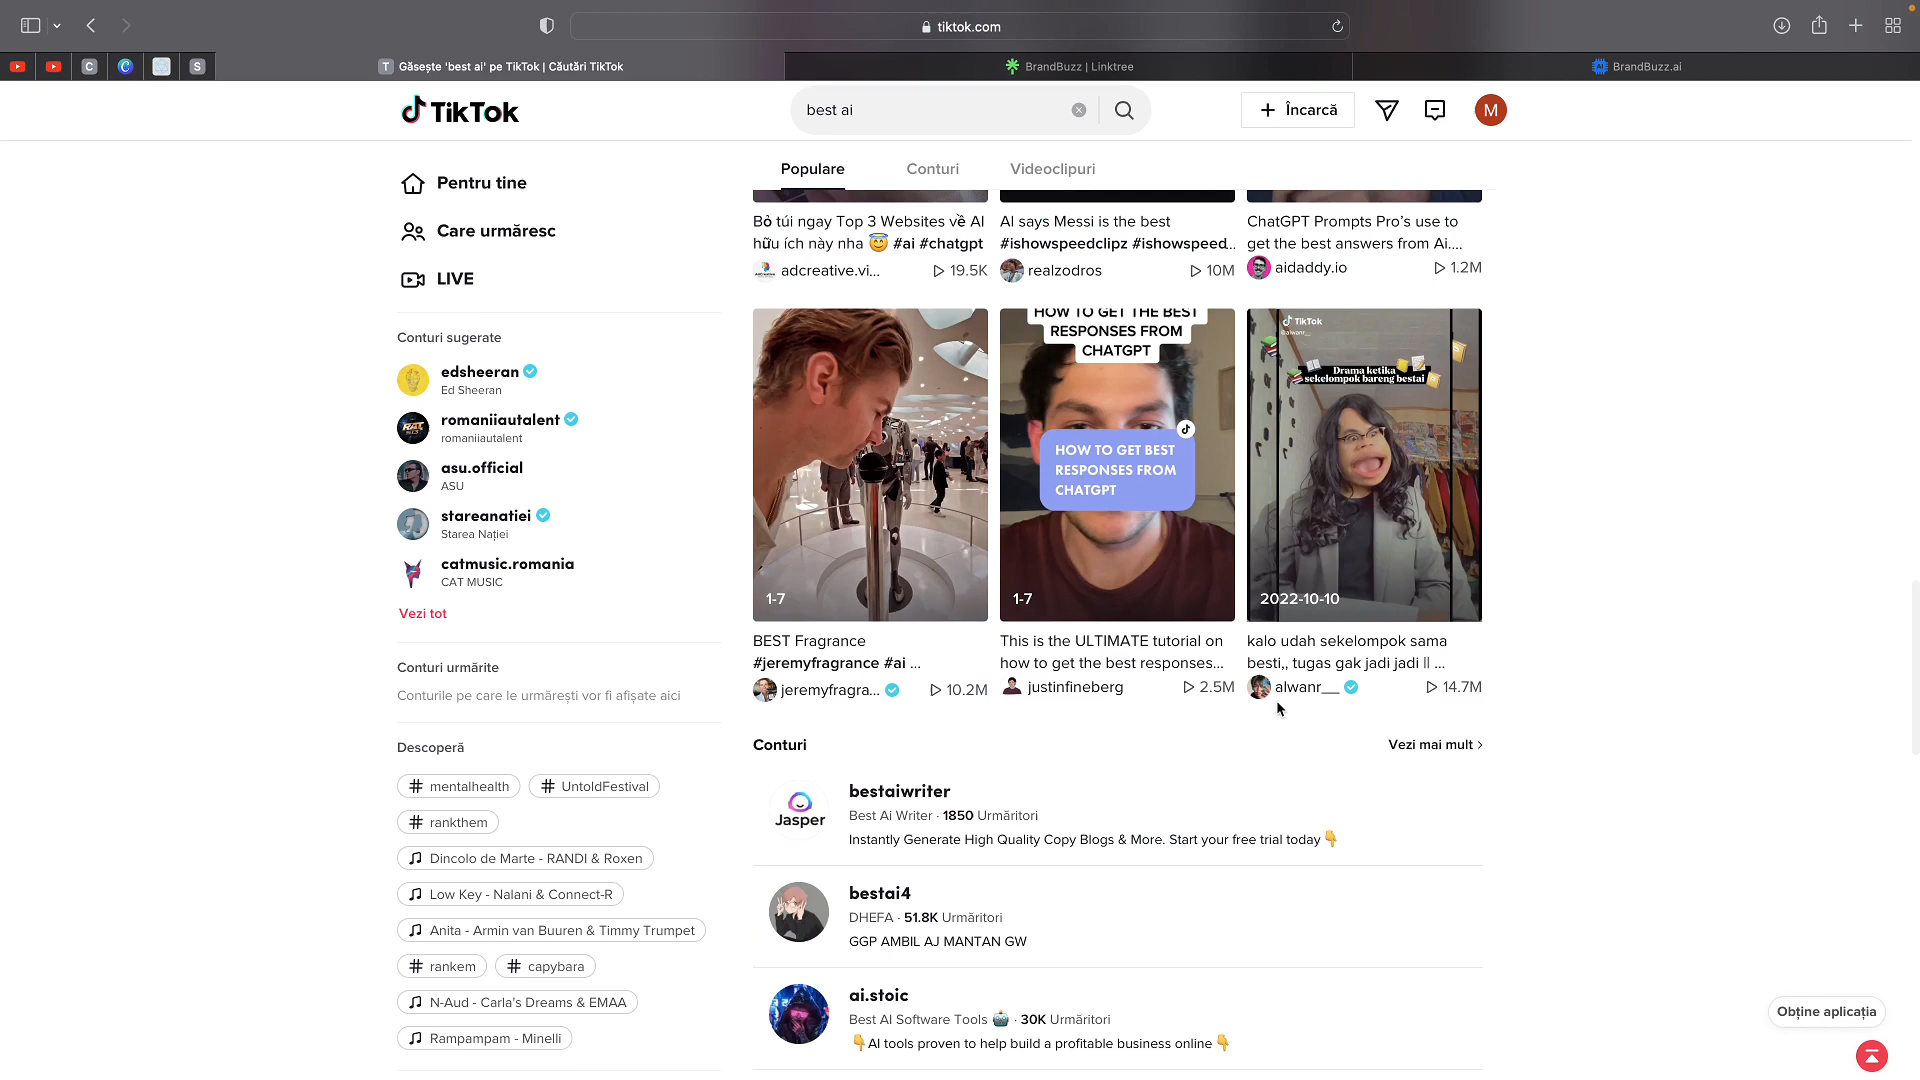 tiktok.com
C
C
S
T Găsește 'best ai' pe TikTok | Căutări TikTok
BrandBuzz | Linktree
BrandBuzz.ai
TikTok
best ai
+ Încarcă
M
Pentru tine
Care urmăresc
LIVE
Conturi sugerate
edsheeran
Ed Sheeran
romaniiautalent
romaniiautalent
asu.official
ASU
stareanatiei
Starea Nației
catmusic.romania
CAT MUSIC
Vezi tot
Conturi urmărite
Conturile pe care le urmărești vor fi afișate aici
Descoperă
# mentalhealth
# UntoldFestival
# rankthem
Dincolo de Marte - RANDI & Roxen
Low Key - Nalani & Connect-R
Anita - Armin van Buuren & Timmy Trumpet
# rankem
# capybara
N-Aud - Carla's Dreams & EMAA
Rampampam - Minelli
Populare
Conturi
Videoclipuri
Bỏ túi ngay Top 3 Websites về AI
hữu ích này nha 😇 #ai #chatgpt
adcreative.vi...
19.5K
AI says Messi is the best
#ishowspeedclipz #ishowspeed...
realzodros
10M
ChatGPT Prompts Pro's use to
get the best answers from Ai....
aidaddy.io
1.2M
1-7
BEST Fragrance
#jeremyfragrance #ai ...
jeremyfragra...
10.2M
HOW TO GET THE BEST
RESPONSES FROM
CHATGPT
HOW TO GET BEST
RESPONSES FROM
CHATGPT
1-7
This is the ULTIMATE tutorial on
how to get the best responses...
justinfineberg
2.5M
TikTok
@alwanr__
Drama ketika
sekelompok bareng bestai
2022-10-10
kalo udah sekelompok sama
besti,, tugas gak jadi jadi || ...
alwanr__
14.7M
Conturi
Vezi mai mult >
Jasper
bestaiwriter
Best Ai Writer · 1850 Urmăritori
Instantly Generate High Quality Copy Blogs & More. Start your free trial today 👇
bestai4
DHEFA · 51.8K Urmăritori
GGP AMBIL AJ MANTAN GW
ai.stoic
Best AI Software Tools 🤖 · 30K Urmăritori
👇AI tools proven to help build a profitable business online👇
Obține aplicația